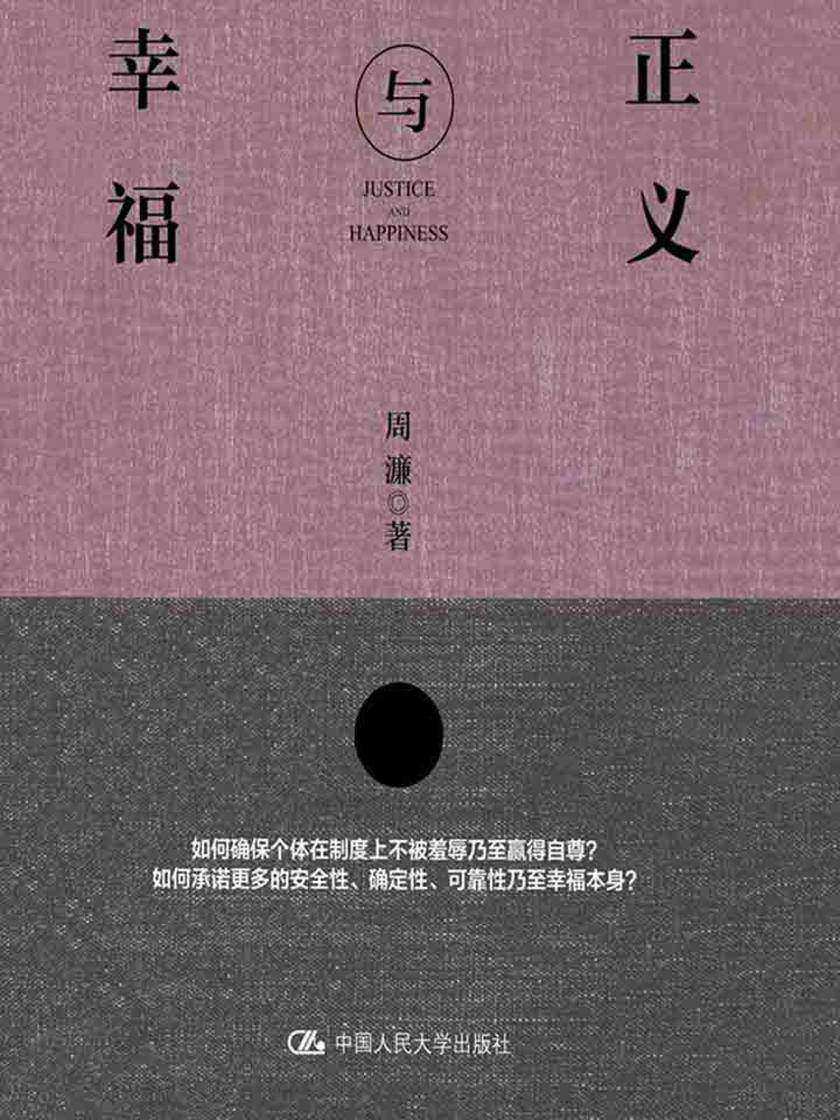 正义
与
幸福
JUSTICE
AND
HAPPINESS
周濂◎著
如何确保个体在制度上不被羞辱乃至赢得自尊?
如何承诺更多的安全性、确定性、可靠性乃至幸福本身?
中国人民大学出版社